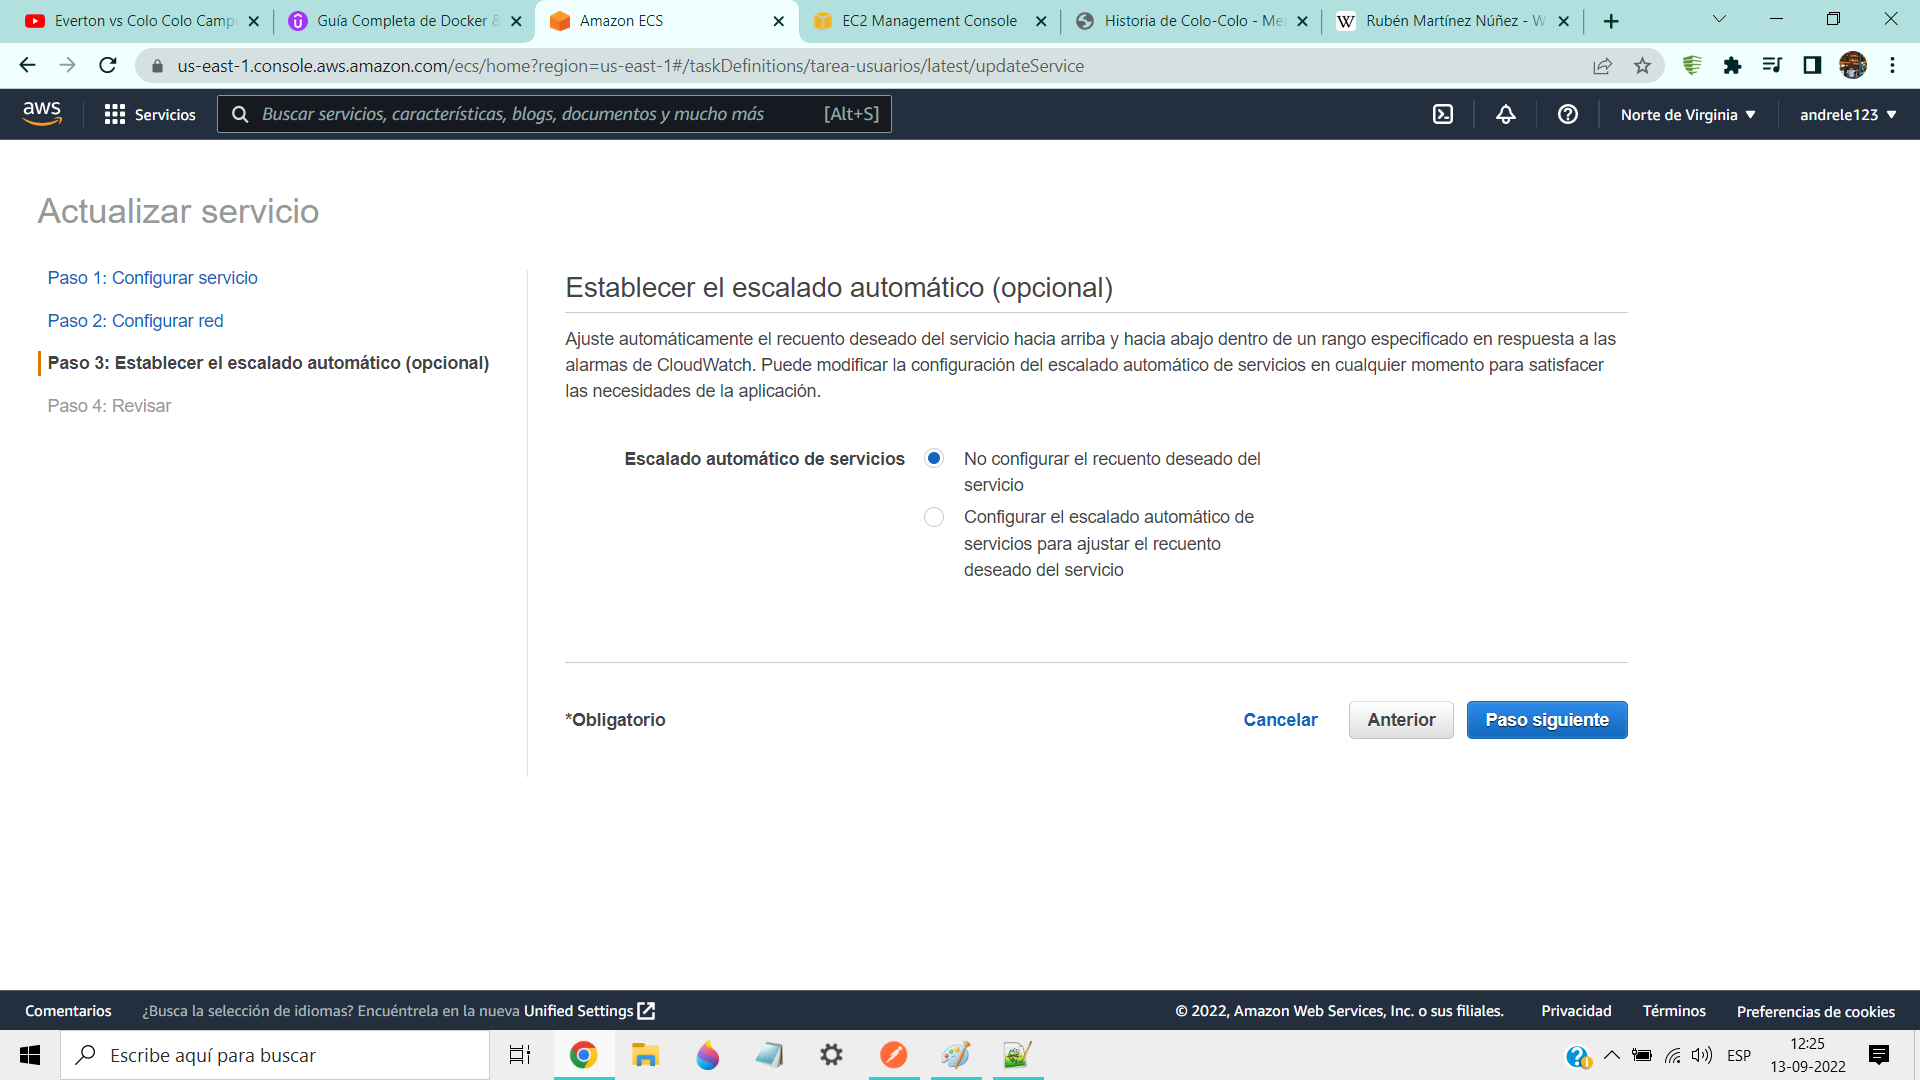 Everton vs Colo Colo Camp
Guía Completa de Docker &
Amazon ECS
EC2 Management Console
Historia de Colo-Colo - Me
Rubén Martínez Núñez - W
us-east-1.console.aws.amazon.com/ecs/home?region=us-east-1#/taskDefinitions/tarea-usuarios/latest/updateService
aws
Servicios
Buscar servicios, características, blogs, documentos y mucho más [Alt+S]
Norte de Virginia
andrele123
Actualizar servicio
Paso 1: Configurar servicio
Paso 2: Configurar red
Paso 3: Establecer el escalado automático (opcional)
Paso 4: Revisar
Establecer el escalado automático (opcional)
Ajuste automáticamente el recuento deseado del servicio hacia arriba y hacia abajo dentro de un rango especificado en respuesta a las
alarmas de CloudWatch. Puede modificar la configuración del escalado automático de servicios en cualquier momento para satisfacer
las necesidades de la aplicación.
Escalado automático de servicios
No configurar el recuento deseado del
servicio
Configurar el escalado automático de
servicios para ajustar el recuento
deseado del servicio
*Obligatorio
Cancelar
Anterior
Paso siguiente
Comentarios
¿Busca la selección de idiomas? Encuéntrela en la nueva Unified Settings
© 2022, Amazon Web Services, Inc. o sus filiales.
Privacidad
Términos
Preferencias de cookies
Escribe aquí para buscar
ESP
12:25
13-09-2022